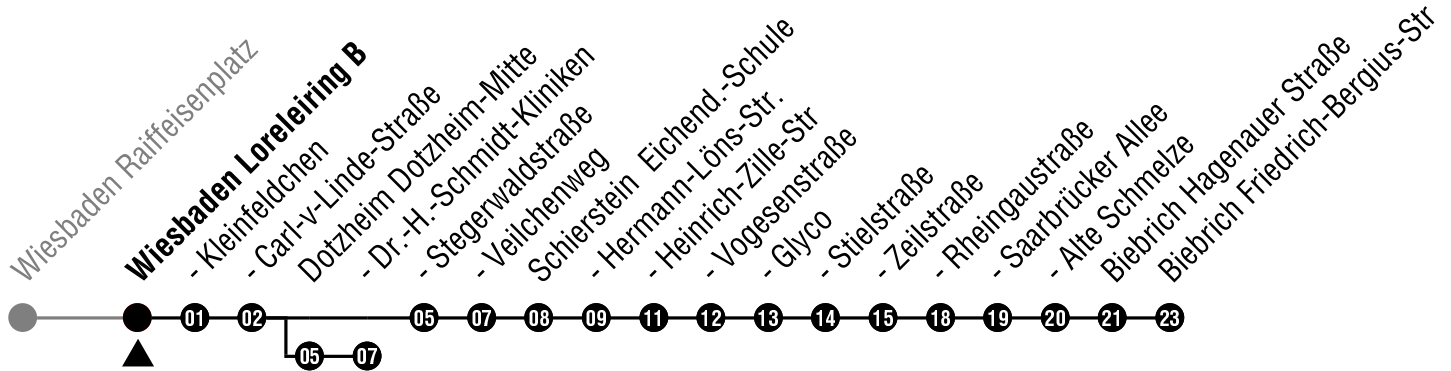 Wiesbaden Raiffeisenplatz
Wiesbaden Loreleiring B
- Kleinfeldchen
- Carl-v-Linde-Straße
Dotzheim Dotzheim-Mitte
- Dr.-H.-Schmidt-Kliniken
- Stegerwaldstraße
- Veilchenweg
Schierstein Eichend.-Schule
- Hermann-Löns-Str.
- Heinrich-Zille-Str
- Vogesenstraße
- Glyco
- Stielstraße
- Zeilstraße
- Rheingaustraße
- Saarbrücker Allee
- Alte Schmelze
Biebrich Hagenauer Straße
Biebrich Friedrich-Bergius-Str
01 02 05 07 08 09 11 12 13 14 15 18 19 20 21 23
05 07